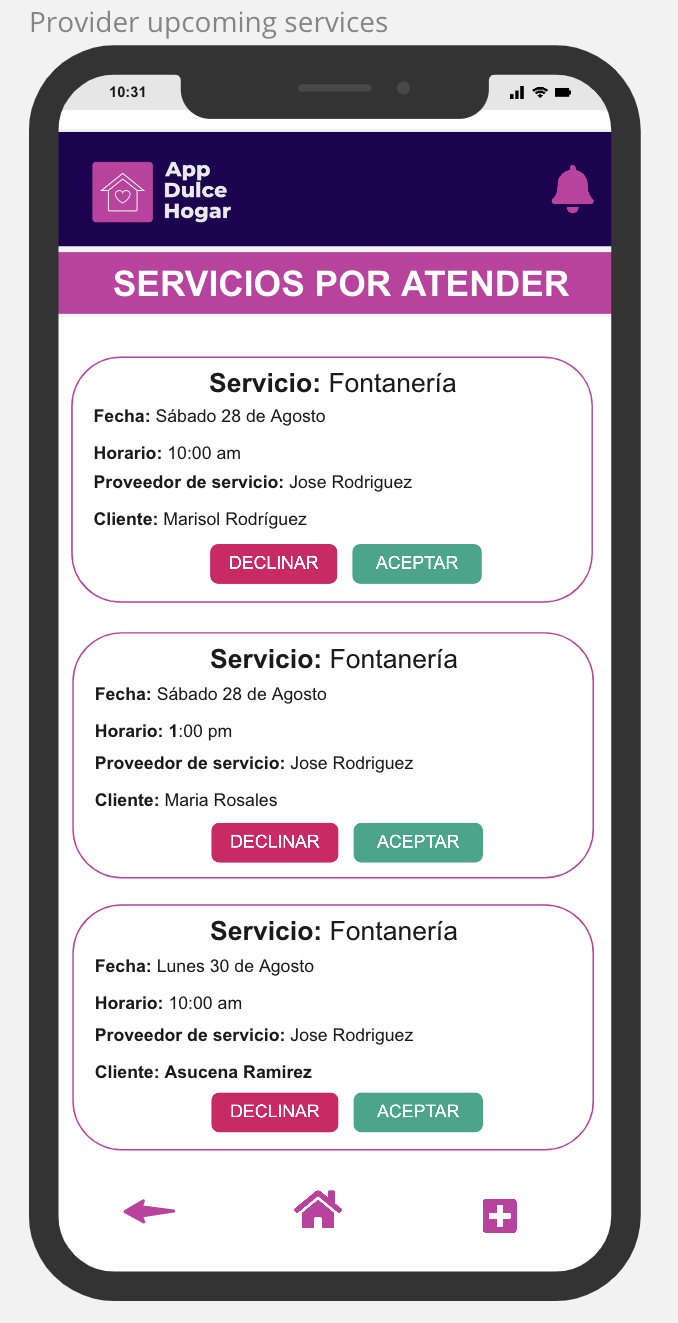 Provider upcoming services
10:31
App
Dulce
Hogar
SERVICIOS POR ATENDER
Servicio: Fontanería
Fecha: Sábado 28 de Agosto
Horario: 10:00 am
Proveedor de servicio: Jose Rodriguez
Cliente: Marisol Rodríguez
DECLINAR ACEPTAR
Servicio: Fontanería
Fecha: Sábado 28 de Agosto
Horario: 1:00 pm
Proveedor de servicio: Jose Rodriguez
Cliente: Maria Rosales
DECLINAR ACEPTAR
Servicio: Fontanería
Fecha: Lunes 30 de Agosto
Horario: 10:00 am
Proveedor de servicio: Jose Rodriguez
Cliente: Asucena Ramirez
DECLINAR ACEPTAR